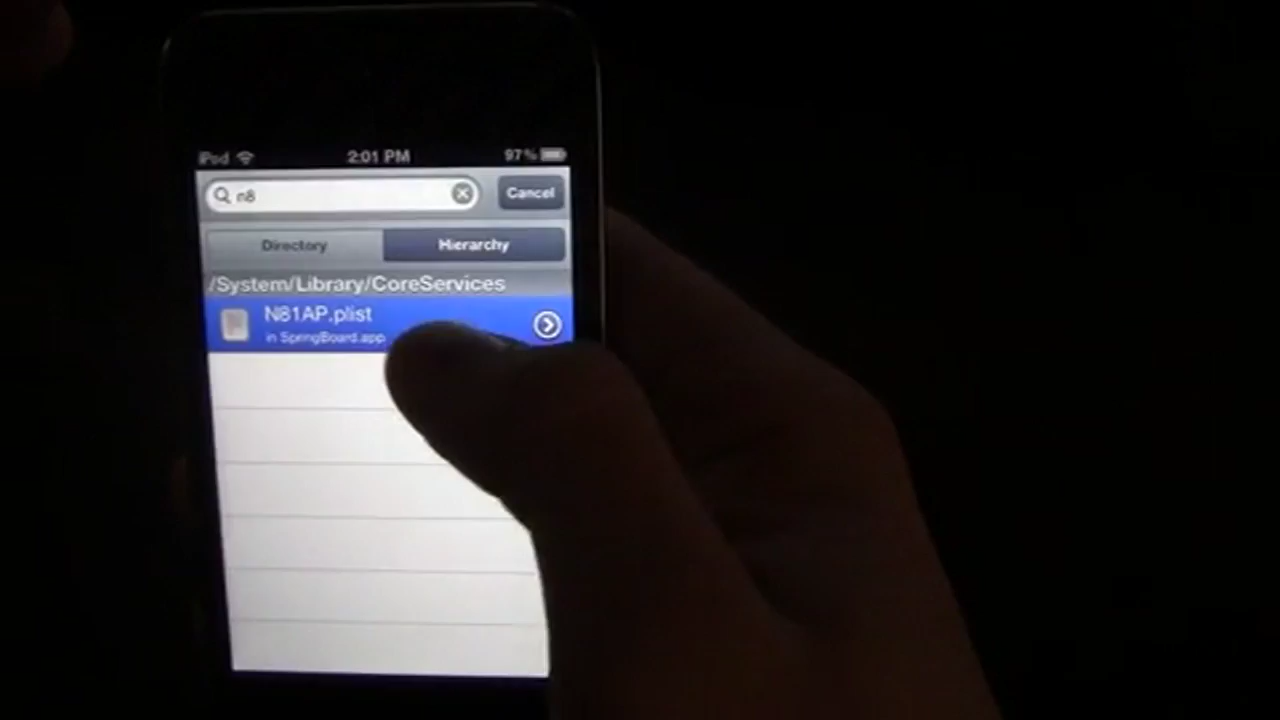 iPod 2:01 PM 97%
n8 Cancel
Directory Hierarchy
/System/Library/CoreServices
N81AP.plist
in SpringBoard.app